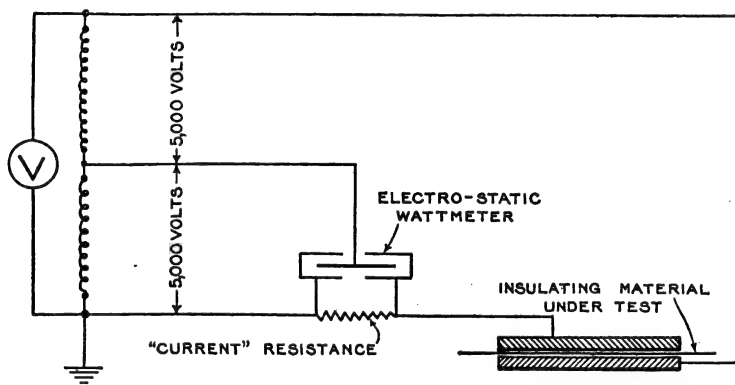 5,000 VOLTS
V
5,000 VOLTS
ELECTRO-STATIC
WATTMETER
INSULATING MATERIAL
UNDER TEST
"CURRENT" RESISTANCE